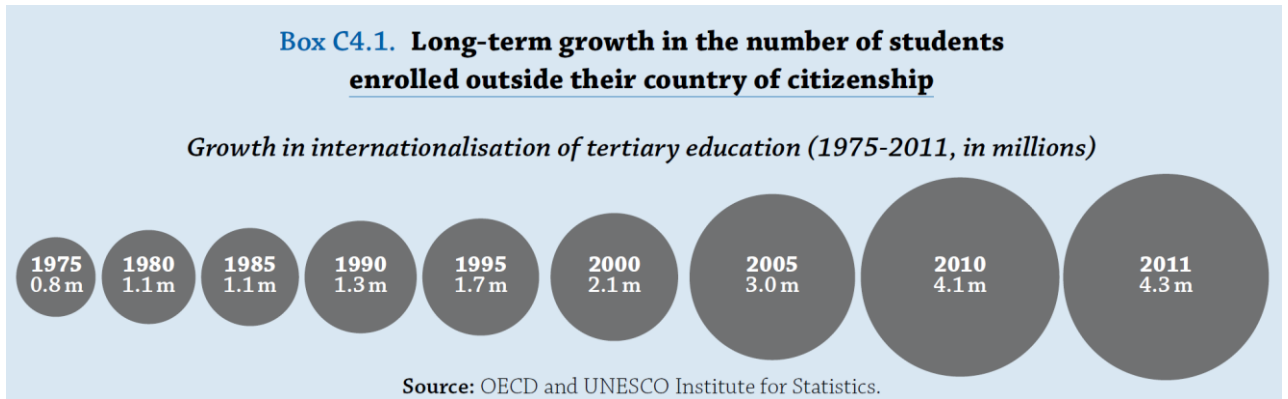 Box C4.1. Long-term growth in the number of students
enrolled outside their country of citizenship
Growth in internationalisation of tertiary education (1975-2011, in millions)
1975
0.8 m
1980
1.1 m
1985
1.1 m
1990
1.3 m
1995
1.7 m
2000
2.1 m
2005
3.0 m
2010
4.1 m
2011
4.3 m
Source: OECD and UNESCO Institute for Statistics.